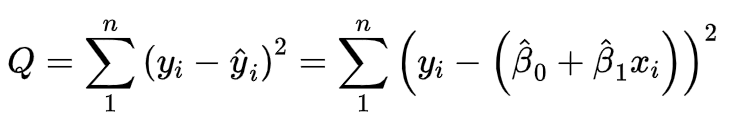 Q = \sum_{1}^{n} (y_i - \hat{y}_i)^2 = \sum_{1}^{n} \left( y_i - \left( \hat{\beta}_0 + \hat{\beta}_1 x_i \right) \right)^2